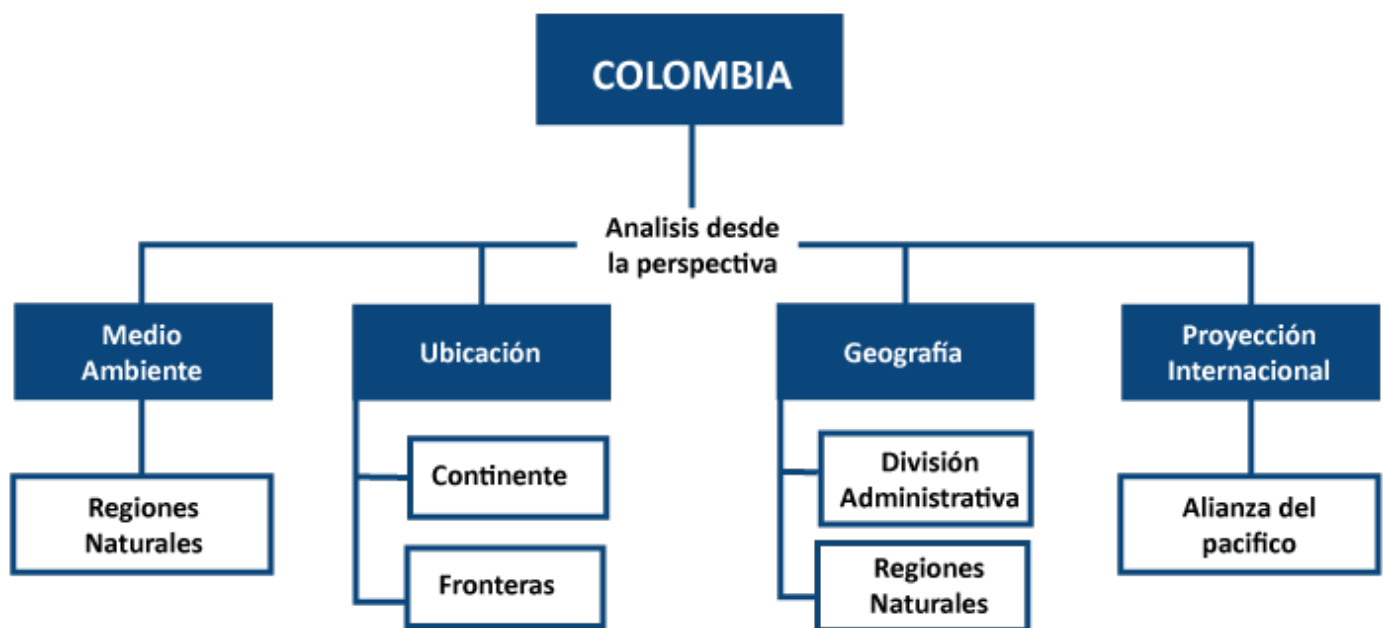 COLOMBIA
Analisis desde
la perspectiva
Medio
Ambiente
Ubicación
Geografía
Proyección
Internacional
Regiones
Naturales
Continente
Fronteras
División
Administrativa
Regiones
Naturales
Alianza del
pacifico